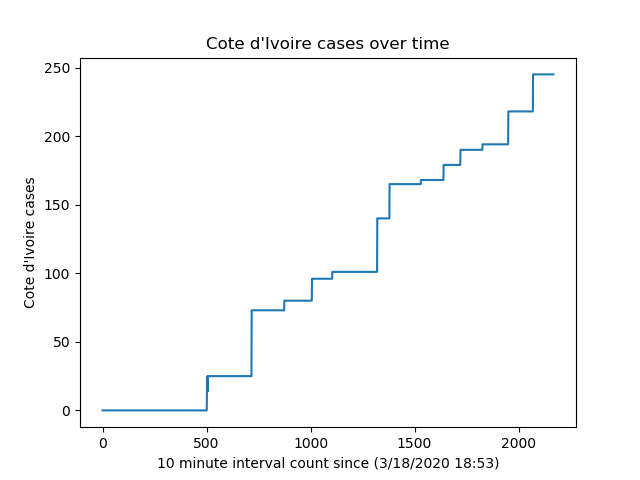 Cote d'Ivoire cases over time
250
200
150
100
50
0
Cote d'Ivoire cases
0 500 1000 1500 2000
10 minute interval count since (3/18/2020 18:53)